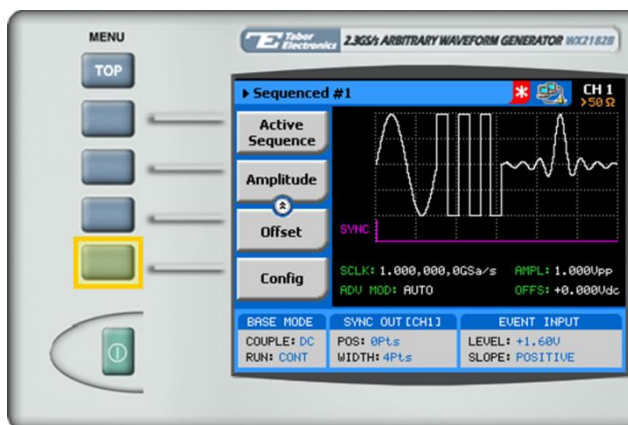 MENU
Tabor Electronics 2.3GS/s ARBITRARY WAVEFORM GENERATOR WX2182B
TOP
Sequenced #1
CH 1
>50 Ω
Active
Sequence
Amplitude
Offset
Config
SYNC
SCLK: 1.000,000,0GSa/s AMPL: 1.000Vpp
ADV MOD: AUTO OFFS: +0.000Vdc
BASE MODE SYNC OUT [CH1] EVENT INPUT
COUPLE: DC POS: 0Pts LEVEL: +1.60V
RUN: CONT WIDTH: 4Pts SLOPE: POSITIVE